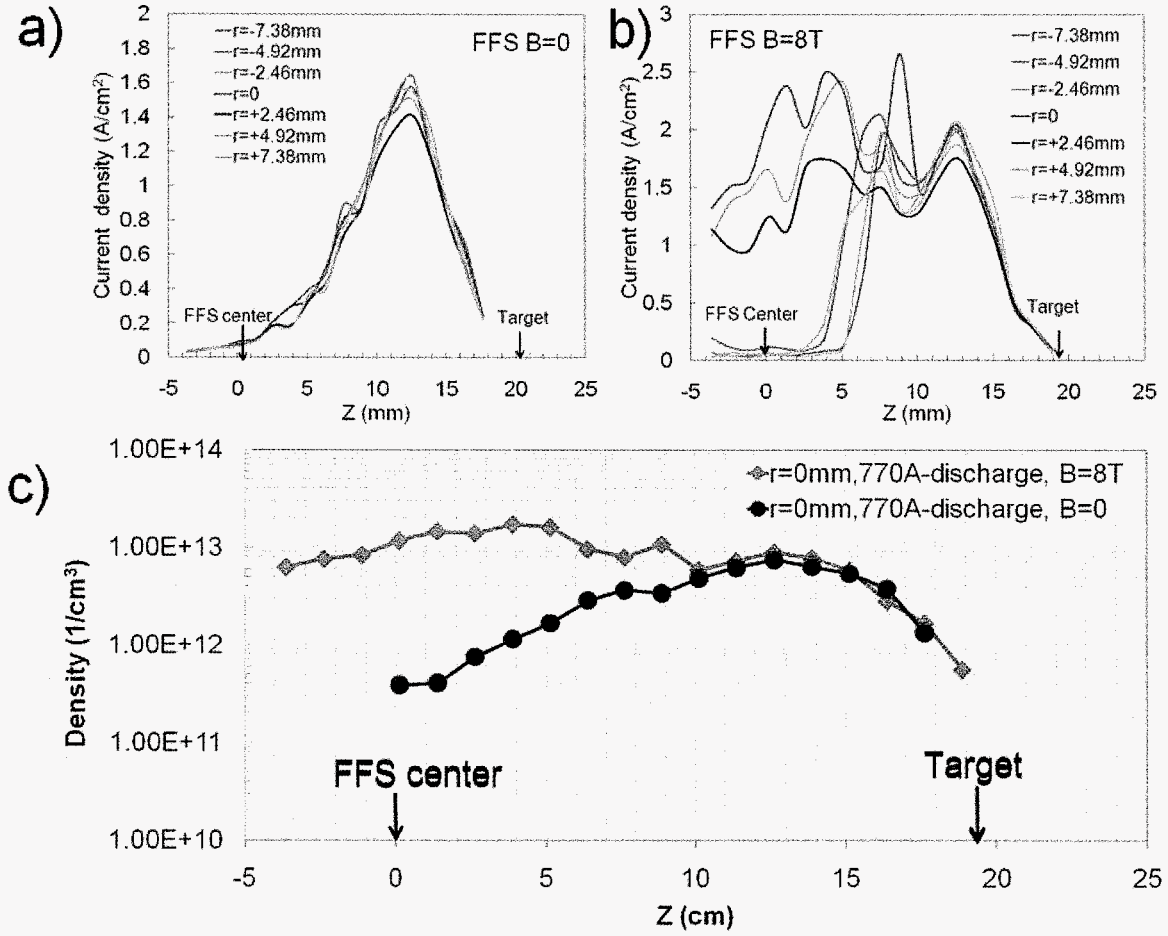 a)
FFS B=0
r=-7.38mm
r=-4.92mm
r=-2.46mm
r=0
r=+2.46mm
r=+4.92mm
r=+7.38mm
Current density (A/cm²)
2
1.8
1.6
1.4
1.2
1
0.8
0.6
0.4
0.2
0
FFS center
Target
-5 0 5 10 15 20 25
Z (mm)
b)
FFS B=8T
r=-7.38mm
r=-4.92mm
r=-2.46mm
r=0
r=+2.46mm
r=+4.92mm
r=+7.38mm
Current density (A/cm²)
3
2.5
2
1.5
1
0.5
0
FFS Center
Target
-5 0 5 10 15 20 25
Z (mm)
c)
r=0mm,770A-discharge, B=8T
r=0mm,770A-discharge, B=0
Density (1/cm³)
1.00E+14
1.00E+13
1.00E+12
1.00E+11
1.00E+10
FFS center
Target
-5 0 5 10 15 20 25
Z (cm)